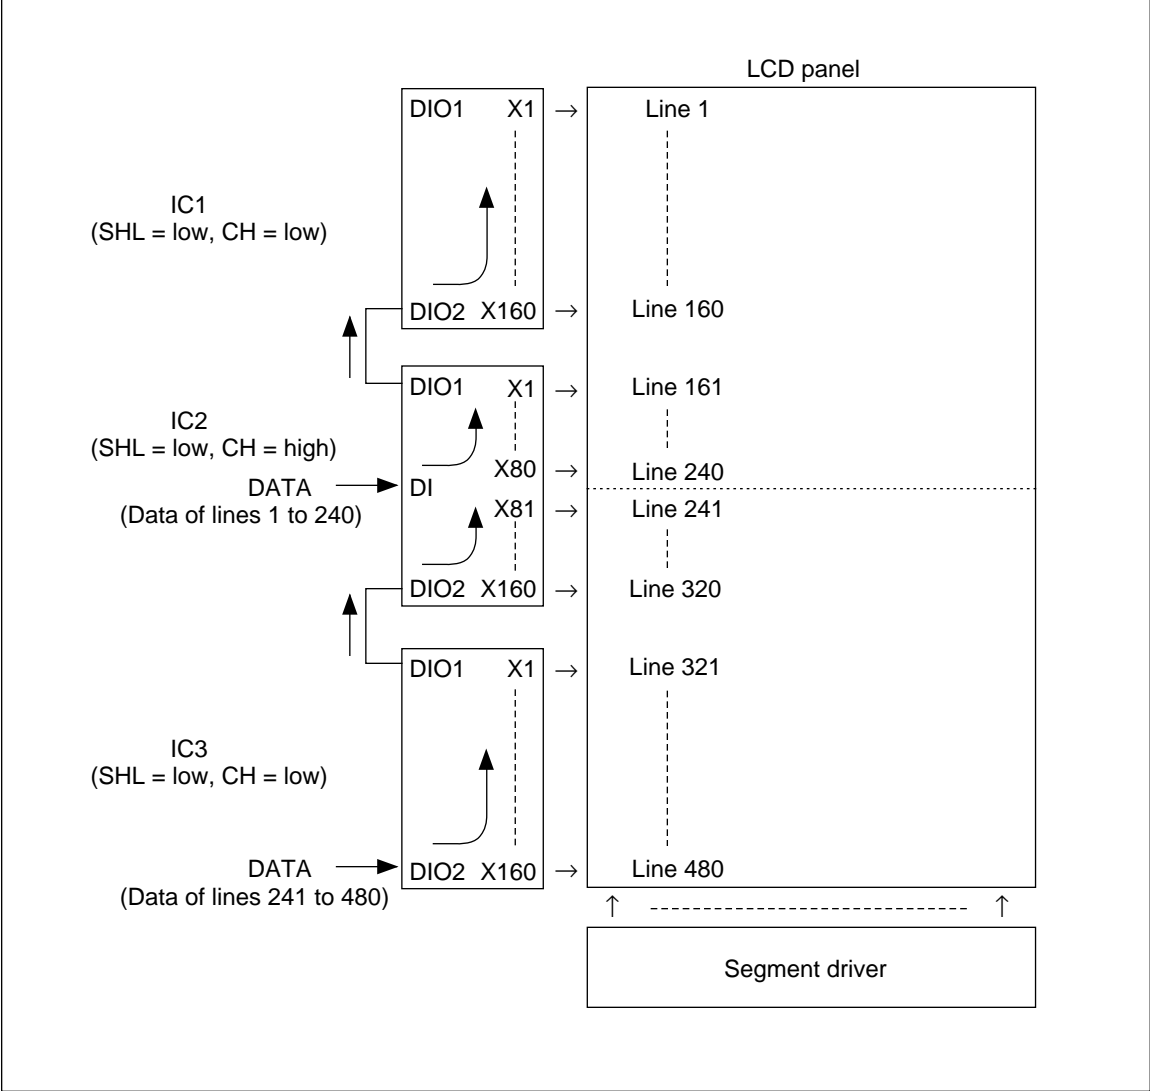 LCD panel
DIO1 X1 → Line 1
IC1
(SHL = low, CH = low)
DIO2 X160 → Line 160
DIO1 X1 → Line 161
IC2
(SHL = low, CH = high)
X80 → Line 240
DATA DI
(Data of lines 1 to 240)
X81 → Line 241
DIO2 X160 → Line 320
DIO1 X1 → Line 321
IC3
(SHL = low, CH = low)
DATA DIO2 X160 → Line 480
(Data of lines 241 to 480)
Segment driver